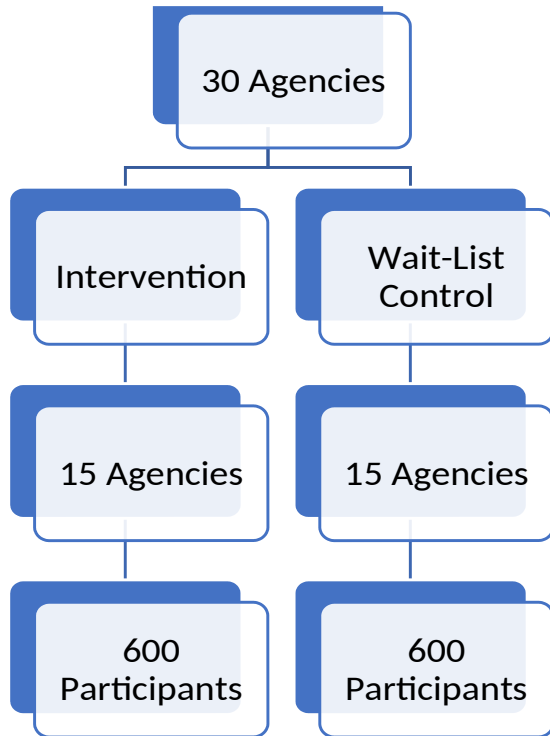 30 Agencies
Intervention
Wait-List
Control
15 Agencies
15 Agencies
600
Participants
600
Participants